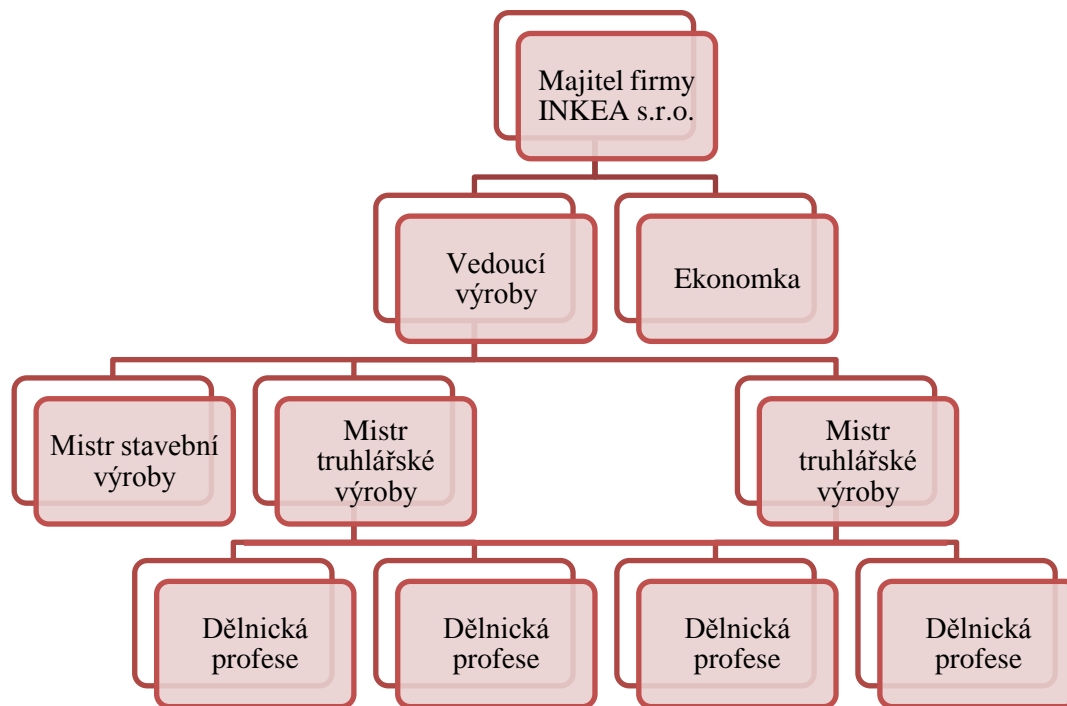 Majitel firmy
INKEA s.r.o.
Vedoucí
výroby
Ekonomka
Mistr stavební
výroby
Mistr
truhlářské
výroby
Mistr
truhlářské
výroby
Dělnická
profese
Dělnická
profese
Dělnická
profese
Dělnická
profese